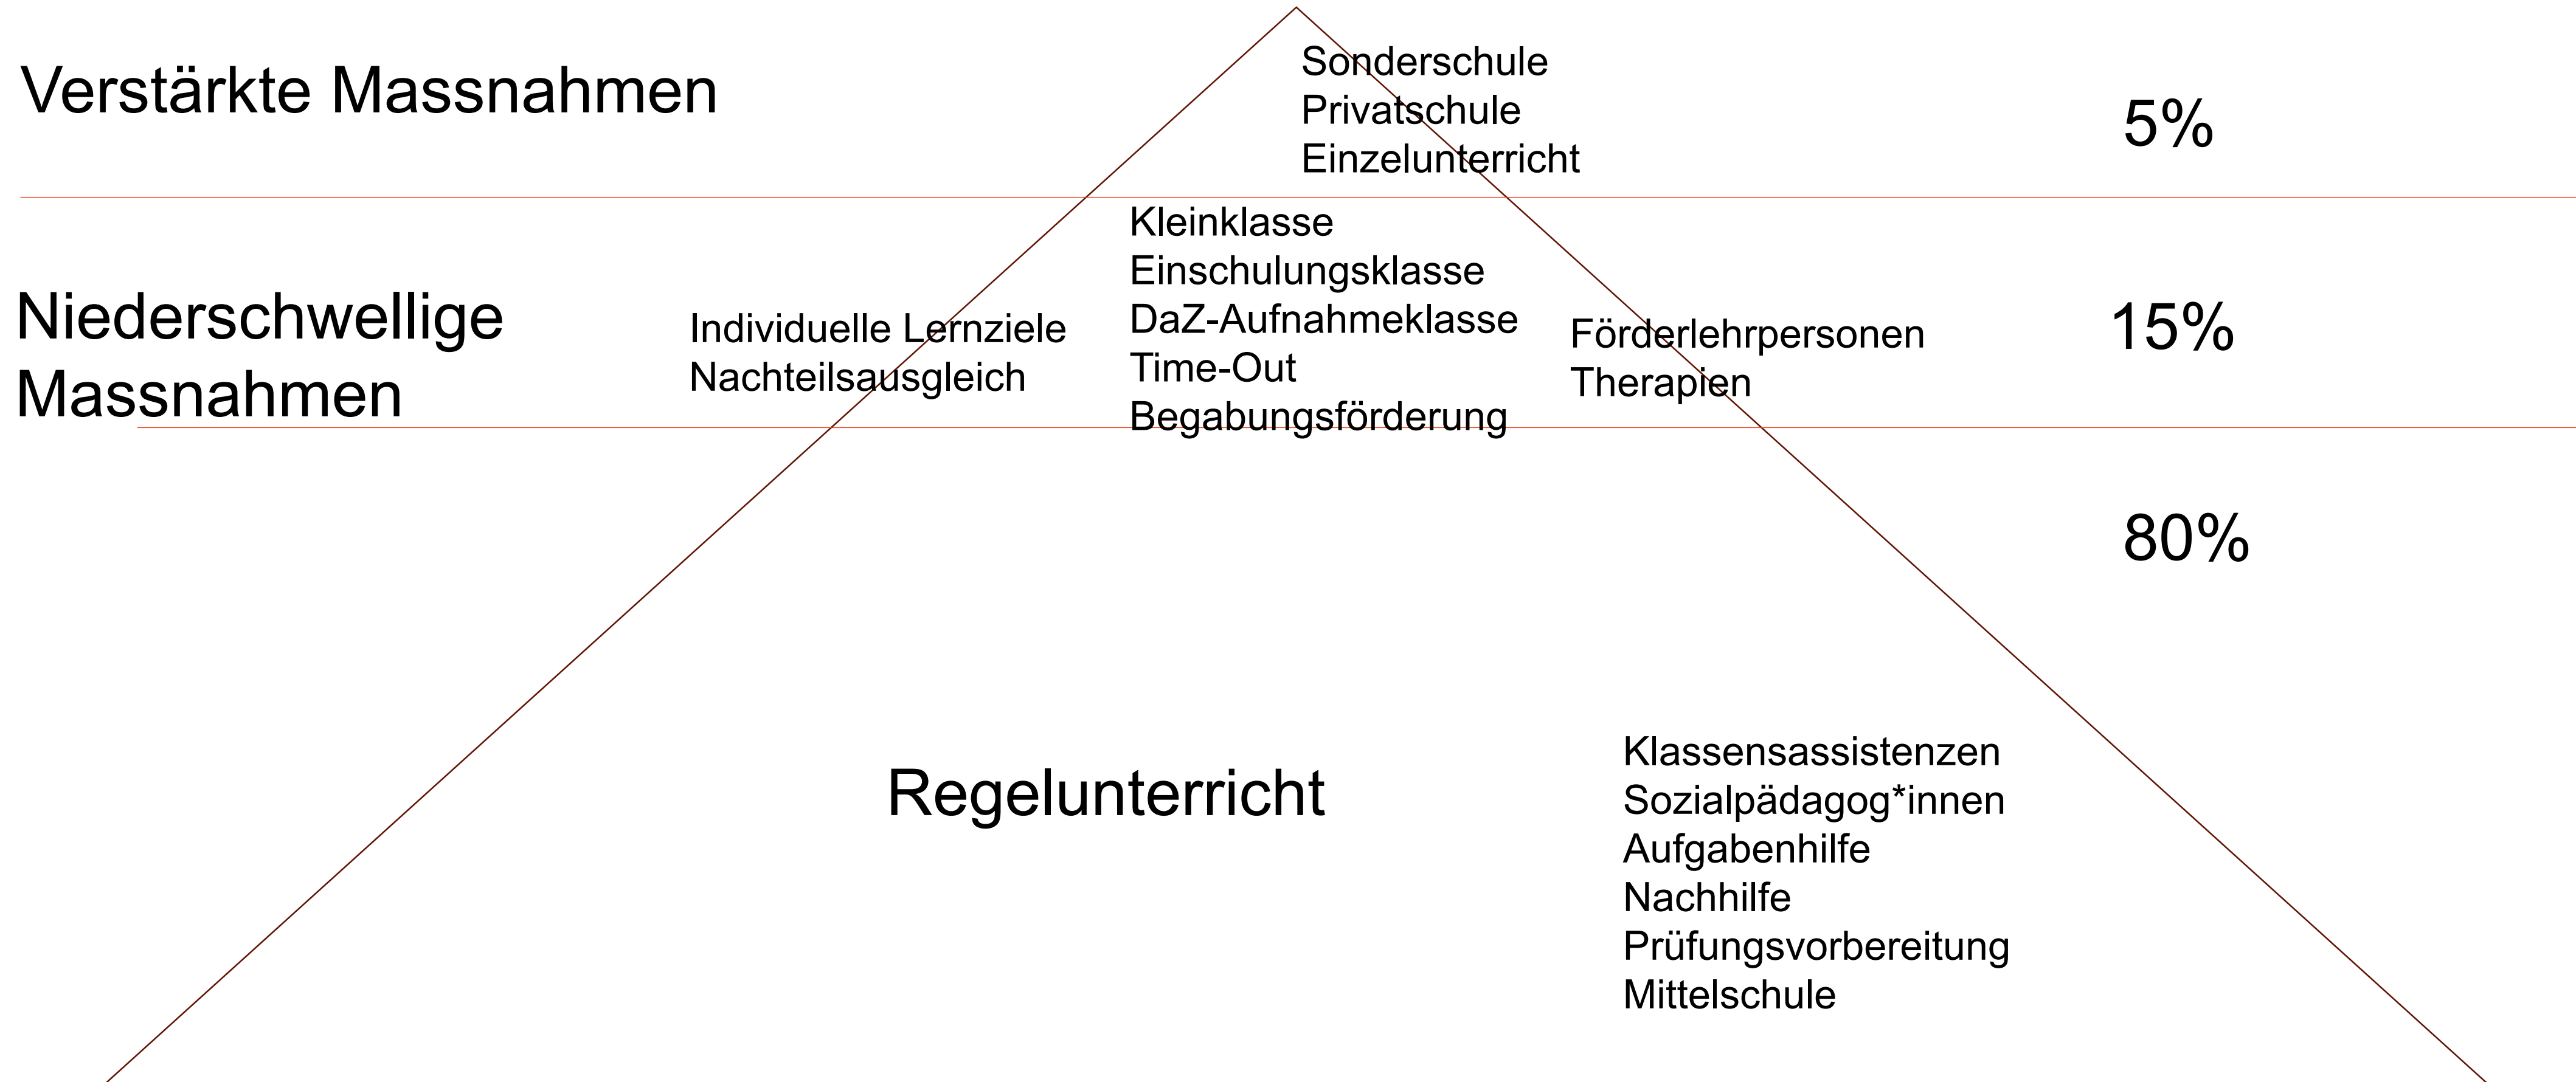 Verstärkte Massnahmen
Sonderschule
Privatschule
Einzelunterricht
5%
Niederschwellige
Massnahmen
Individuelle Lernziele
Nachteilsausgleich
Kleinklasse
Einschulungsklasse
DaZ-Aufnahmeklasse
Time-Out
Begabungsförderung
Förderlehrpersonen
Therapien
15%
80%
Regelunterricht
Klassensassistenzen
Sozialpädagog*innen
Aufgabenhilfe
Nachhilfe
Prüfungsvorbereitung
Mittelschule